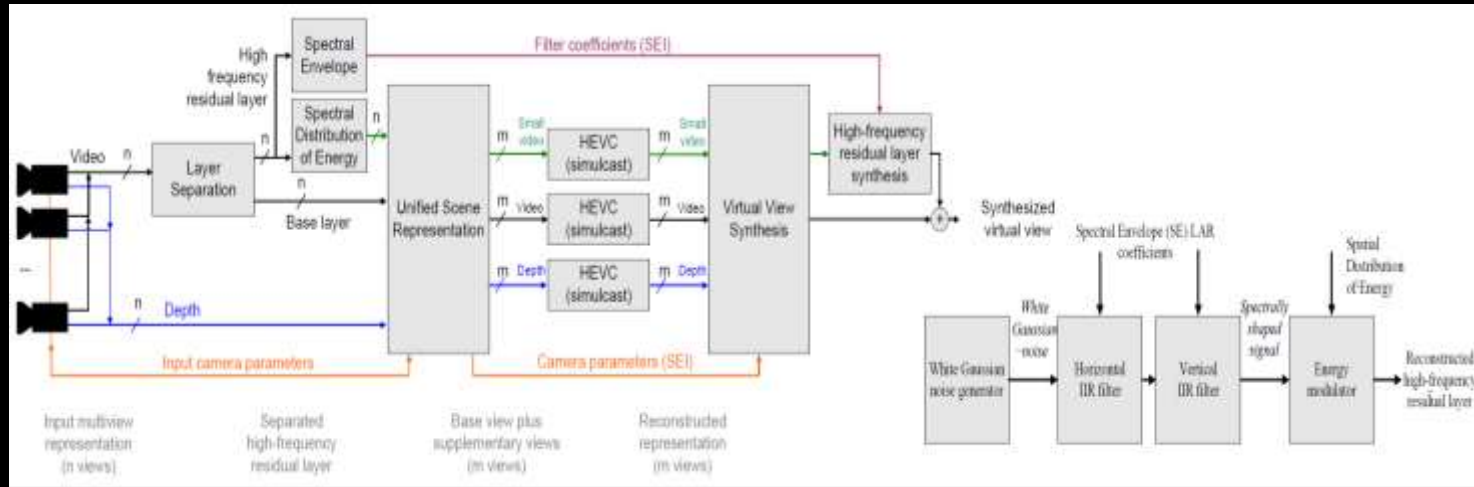 High
frequency
residual layer
Spectral
Envelope
Filter coefficients (SEI)
n
Spectral
Distribution
of Energy
n
Video
n
Layer
Separation
n
Base layer
Unified Scene
Representation
m
Small
video
HEVC
(simulcast)
m
Small
video
m
Video
HEVC
(simulcast)
m
Video
m
Depth
HEVC
(simulcast)
m
Depth
Virtual View
Synthesis
High-frequency
residual layer
synthesis
+
Synthesized
virtual view
...
n
Depth
Input camera parameters
Camera parameters (SEI)
Input multiview
representation
(n views)
Separated
high-frequency
residual layer
Base view plus
supplementary views
(m views)
Reconstructed
representation
(m views)
Spectral Envelope (SE) LAR
coefficients
Spatial
Distribution
of Energy
White Gaussian
noise generator
White
Gaussian
noise
Horizontal
IIR filter
Vertical
IIR filter
Spectrally
shaped
signal
Energy
modulator
Reconstructed
high-frequency
residual layer